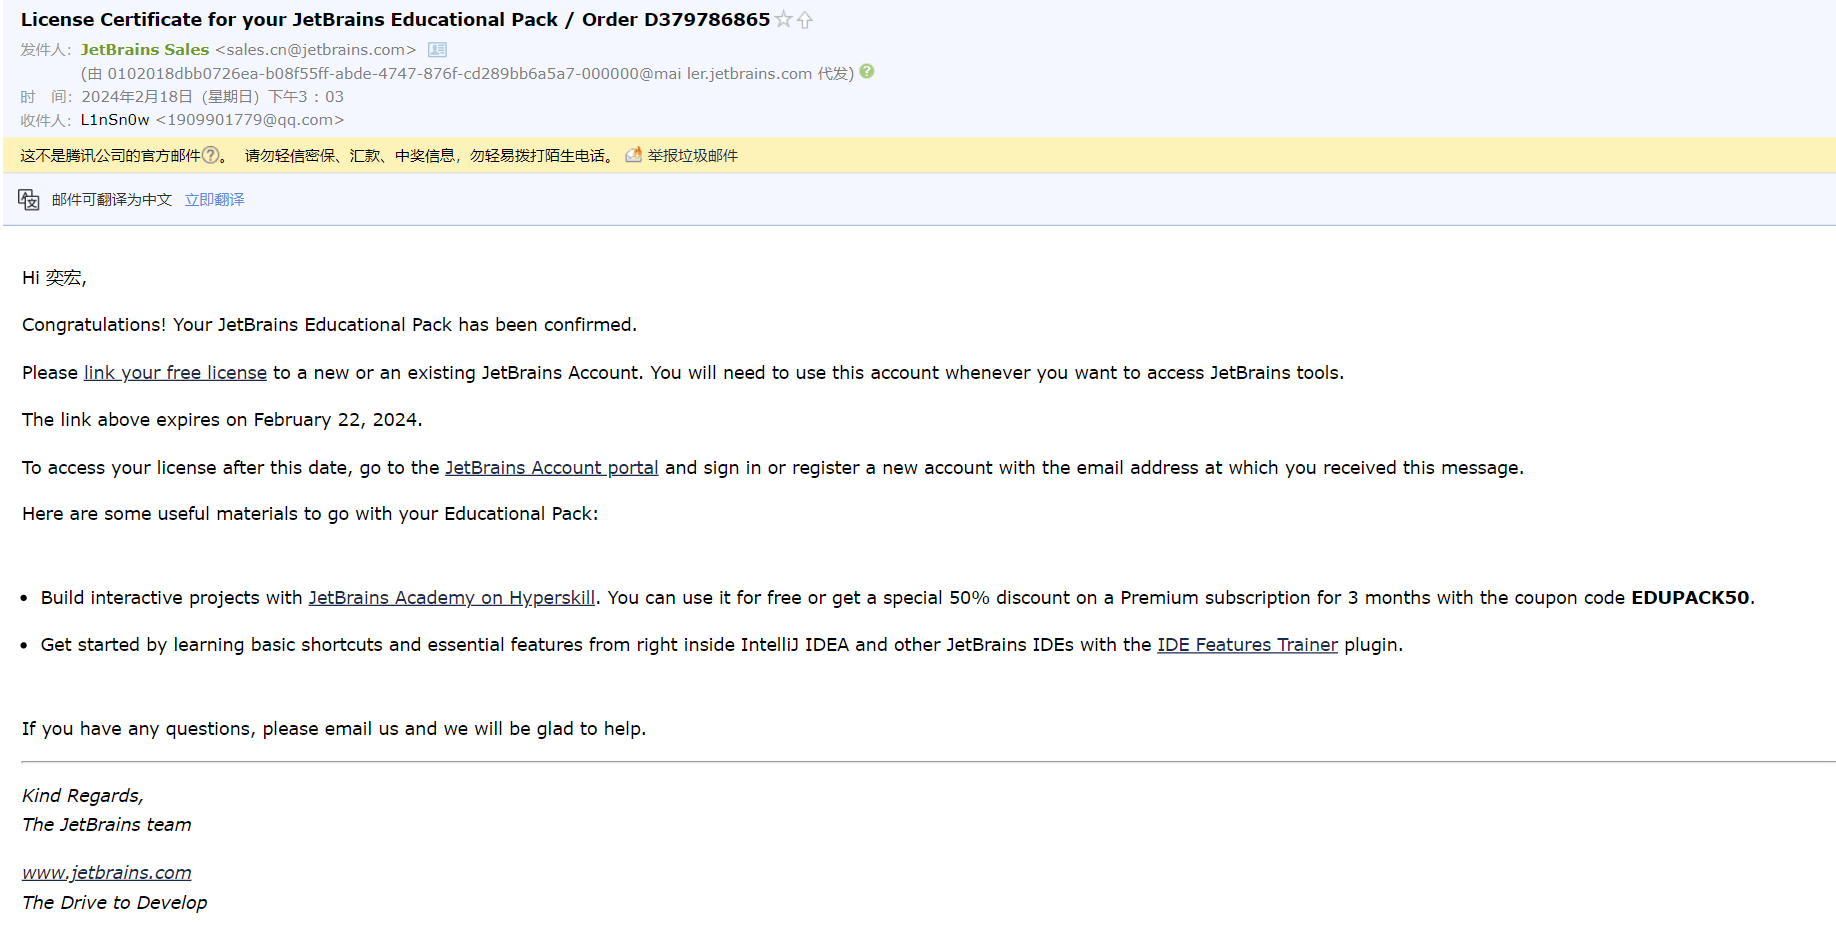 License Certificate for your JetBrains Educational Pack / Order D379786865
发件人： JetBrains Sales <sales.cn@jetbrains.com>
(由 0102018dbb0726ea-b08f55ff-abde-4747-876f-cd289bb6a5a7-000000@mai ler.jetbrains.com 代发)
时 间： 2024年2月18日 (星期日) 下午3：03
收件人： L1nSn0w <1909901779@qq.com>
这不是腾讯公司的官方邮件?。 请勿轻信密保、汇款、中奖信息，勿轻易拨打陌生电话。 举报垃圾邮件
邮件可翻译为中文 立即翻译
Hi 奕宏,
Congratulations! Your JetBrains Educational Pack has been confirmed.
Please link your free license to a new or an existing JetBrains Account. You will need to use this account whenever you want to access JetBrains tools.
The link above expires on February 22, 2024.
To access your license after this date, go to the JetBrains Account portal and sign in or register a new account with the email address at which you received this message.
Here are some useful materials to go with your Educational Pack:
• Build interactive projects with JetBrains Academy on Hyperskill. You can use it for free or get a special 50% discount on a Premium subscription for 3 months with the coupon code EDUPACK50.
• Get started by learning basic shortcuts and essential features from right inside IntelliJ IDEA and other JetBrains IDEs with the IDE Features Trainer plugin.
If you have any questions, please email us and we will be glad to help.
Kind Regards,
The JetBrains team
www.jetbrains.com
The Drive to Develop